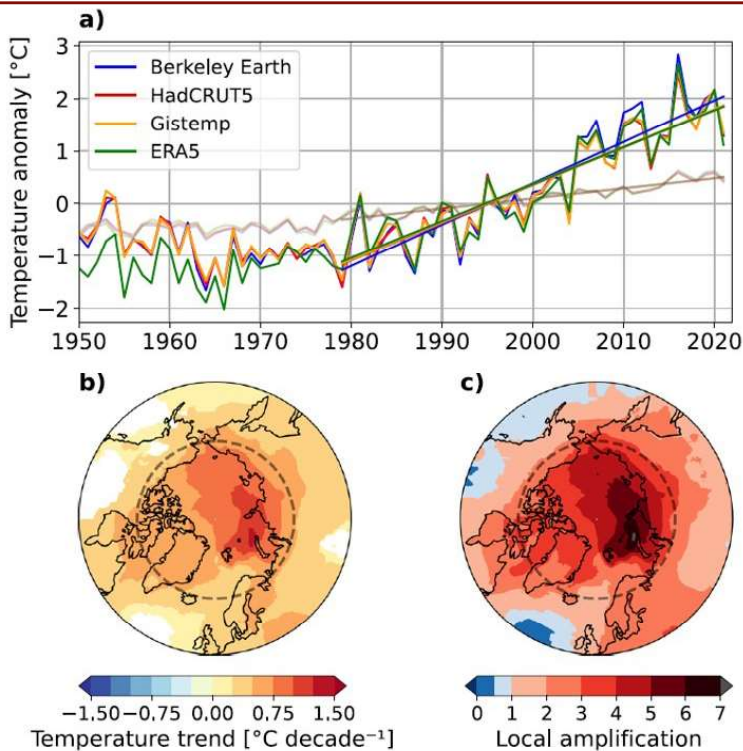 a)
Temperature anomaly [°C]
3
2
1
0
−1
−2
Berkeley Earth
HadCRUT5
Gistemp
ERA5
1950 1960 1970 1980 1990 2000 2010 2020
b)
c)
−1.50 −0.75 0.00 0.75 1.50
Temperature trend [°C decade⁻¹]
0 1 2 3 4 5 6 7
Local amplification